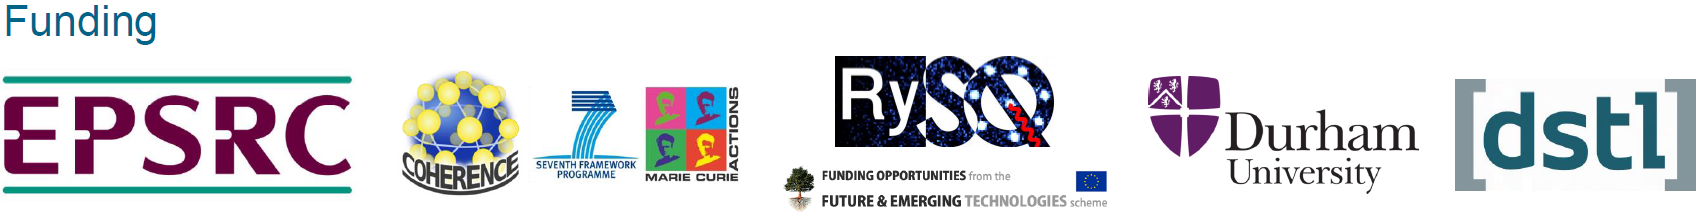 Funding
EPSRC
COHERENCE
7
SEVENTH FRAMEWORK
PROGRAMME
MARIE CURIE
ACTIONS
RySQ
FUNDING OPPORTUNITIES from the
FUTURE & EMERGING TECHNOLOGIES scheme
Durham
University
[dstl]